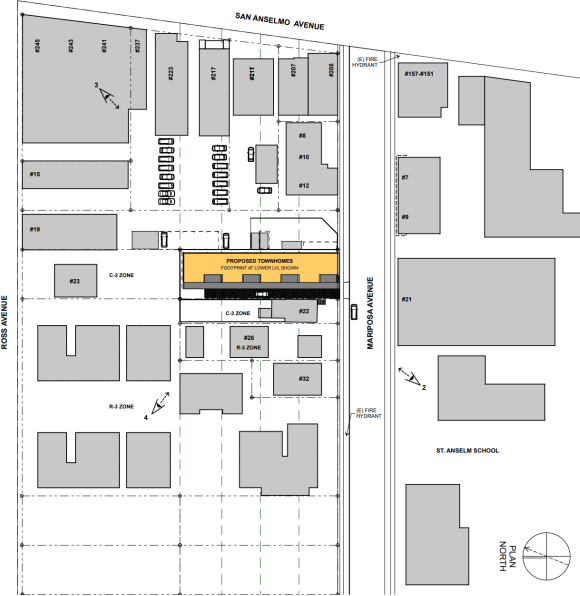 SAN ANSELMO AVENUE
#245
#243
#241
#237
#223
#217
#211
#207
#205
(E) FIRE
HYDRANT
#157-#151
3
#8
#10
#12
#15
#7
#9
#19
PROPOSED TOWNHOMES
FOOTPRINT AT LOWER LVL SHOWN
C-3 ZONE
#23
C-3 ZONE
#22
#21
ROSS AVENUE
MARIPOSA AVENUE
#26
R-3 ZONE
#32
2
R-3 ZONE
4
(E) FIRE
HYDRANT
ST. ANSELM SCHOOL
PLAN
NORTH